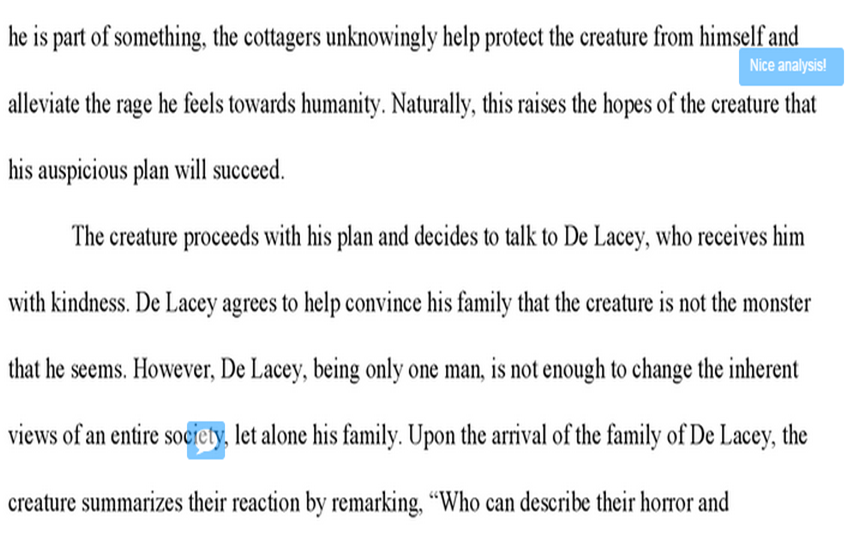 he is part of something, the cottagers unknowingly help protect the creature from himself and
Nice analysis!
alleviate the rage he feels towards humanity. Naturally, this raises the hopes of the creature that
his auspicious plan will succeed.
The creature proceeds with his plan and decides to talk to De Lacey, who receives him
with kindness. De Lacey agrees to help convince his family that the creature is not the monster
that he seems. However, De Lacey, being only one man, is not enough to change the inherent
views of an entire society, let alone his family. Upon the arrival of the family of De Lacey, the
creature summarizes their reaction by remarking, “Who can describe their horror and